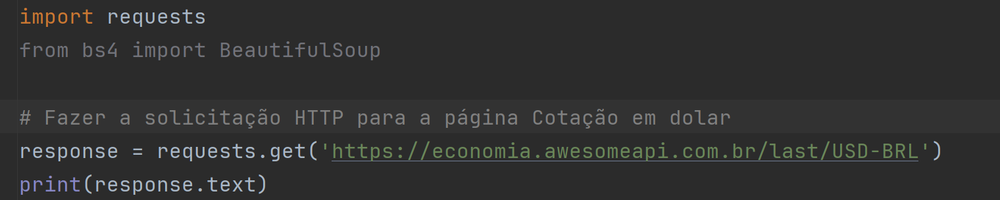 import requests
from bs4 import BeautifulSoup
# Fazer a solicitação HTTP para a página Cotação em dolar
response = requests.get('https://economia.awesomeapi.com.br/last/USD-BRL')
print(response.text)